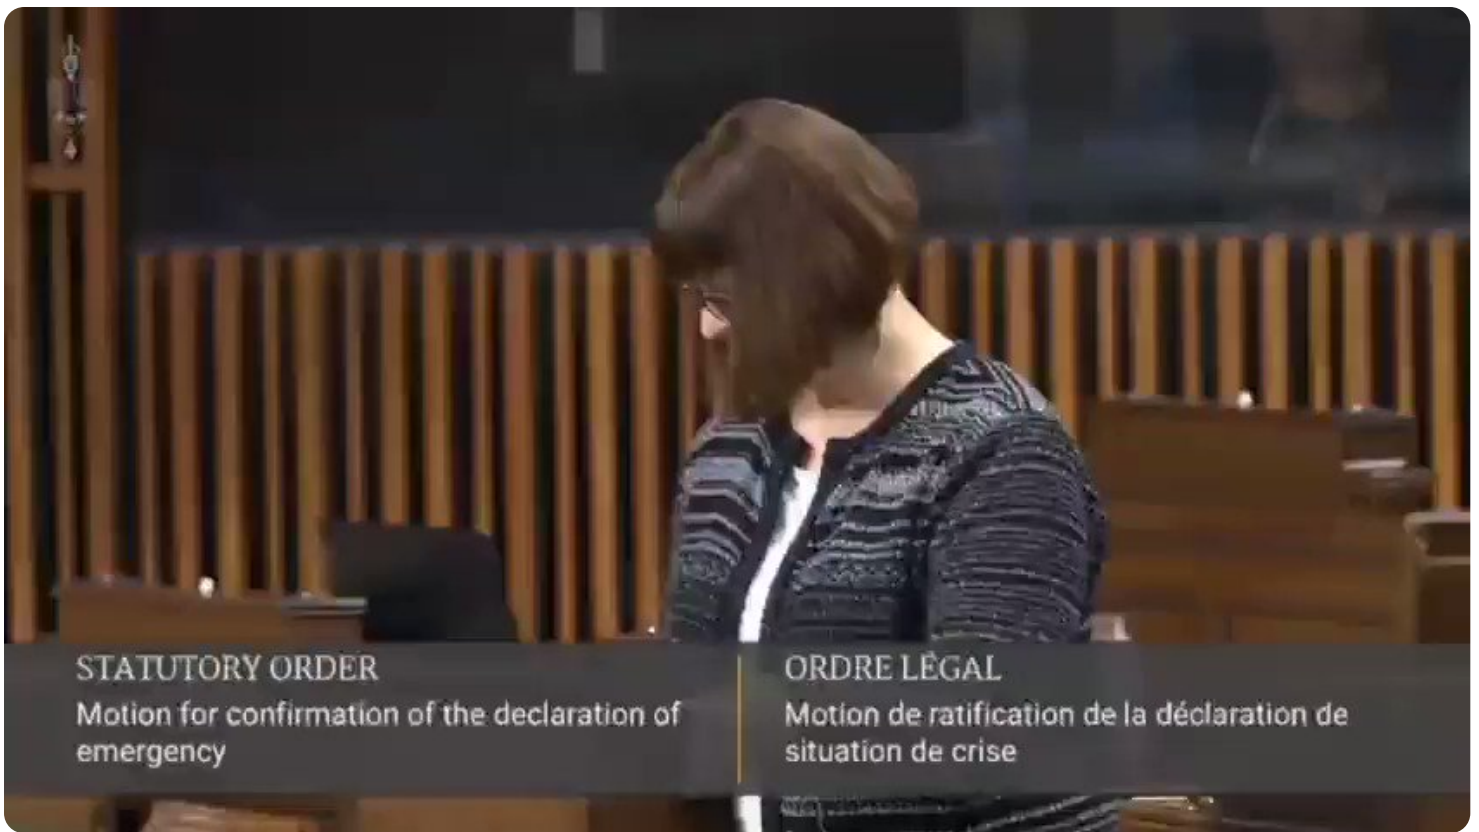 STATUTORY ORDER
Motion for confirmation of the declaration of
emergency
ORDRE LÉGAL
Motion de ratification de la déclaration de
situation de crise